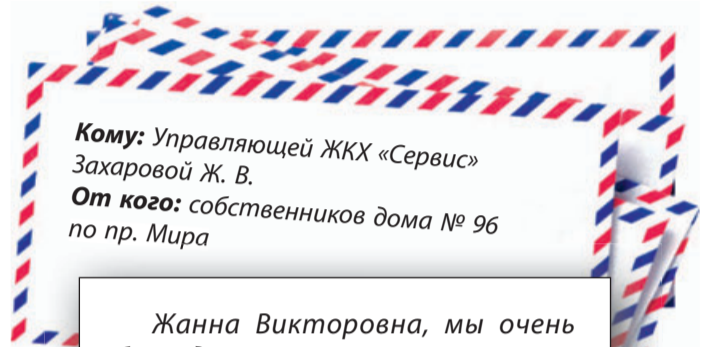 Кому: Управляющей ЖКХ «Сервис»
Захаровой Ж. В.
От кого: собственников дома № 96
по пр. Мира
Жанна Викторовна, мы очень